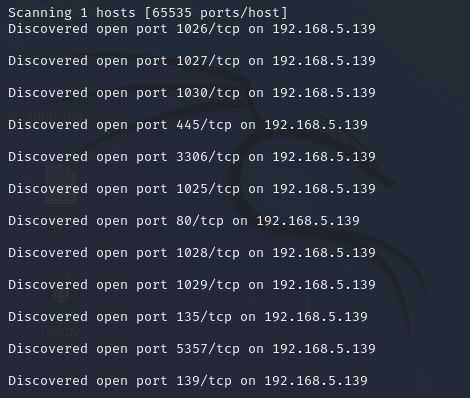 Scanning 1 hosts [65535 ports/host]
Discovered open port 1026/tcp on 192.168.5.139
Discovered open port 1027/tcp on 192.168.5.139
Discovered open port 1030/tcp on 192.168.5.139
Discovered open port 445/tcp on 192.168.5.139
Discovered open port 3306/tcp on 192.168.5.139
Discovered open port 1025/tcp on 192.168.5.139
Discovered open port 80/tcp on 192.168.5.139
Discovered open port 1028/tcp on 192.168.5.139
Discovered open port 1029/tcp on 192.168.5.139
Discovered open port 135/tcp on 192.168.5.139
Discovered open port 5357/tcp on 192.168.5.139
Discovered open port 139/tcp on 192.168.5.139